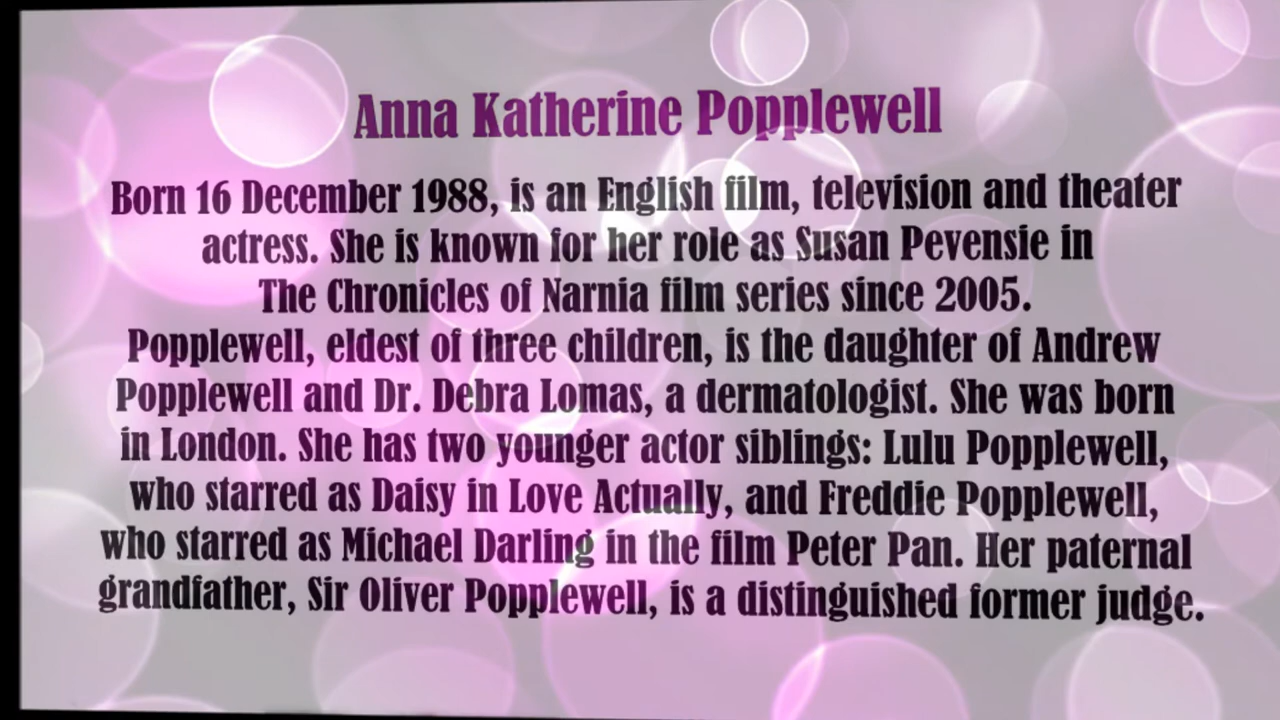 Anna Katherine Popplewell
Born 16 December 1988, is an English film, television and theater
actress. She is known for her role as Susan Pevensie in
The Chronicles of Narnia film series since 2005.
Popplewell, eldest of three children, is the daughter of Andrew
Popplewell and Dr. Debra Lomas, a dermatologist. She was born
in London. She has two younger actor siblings: Lulu Popplewell,
who starred as Daisy in Love Actually, and Freddie Popplewell,
who starred as Michael Darling in the film Peter Pan. Her paternal
grandfather, Sir Oliver Popplewell, is a distinguished former judge.